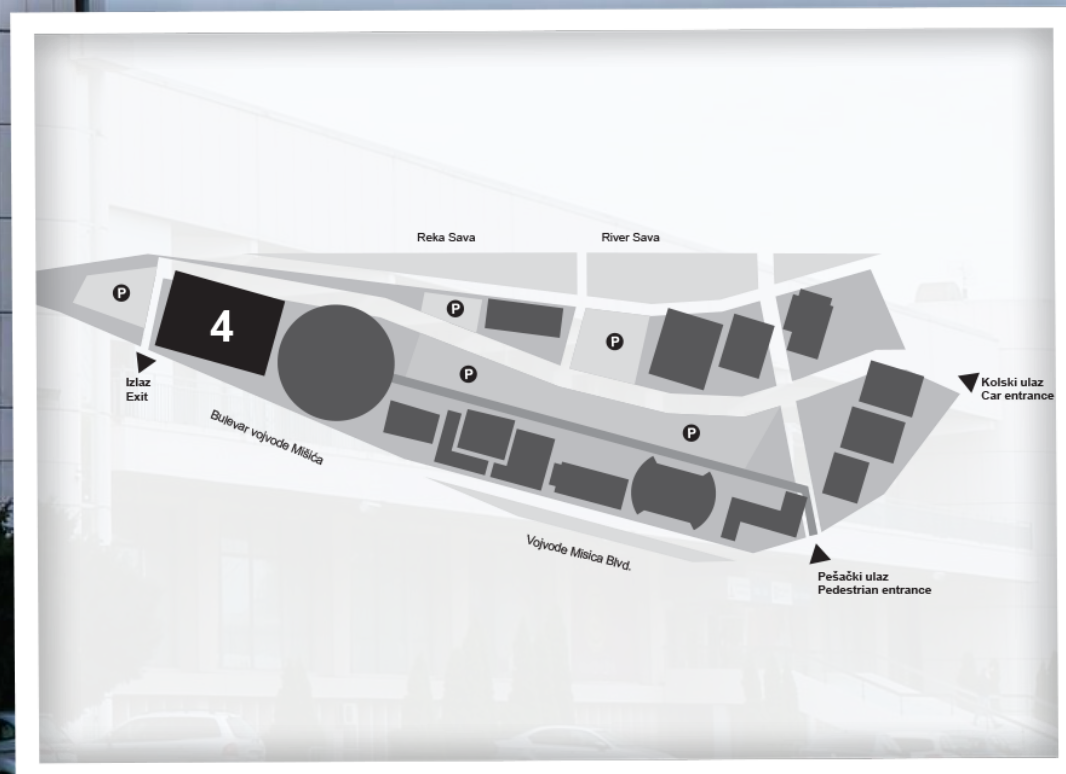 Reka Sava
River Sava
P
P
P
P
P
4
Izlaz
Exit
Kolski ulaz
Car entrance
Bulevar vojvode Mišića
Vojvode Misica Blvd.
Pešački ulaz
Pedestrian entrance